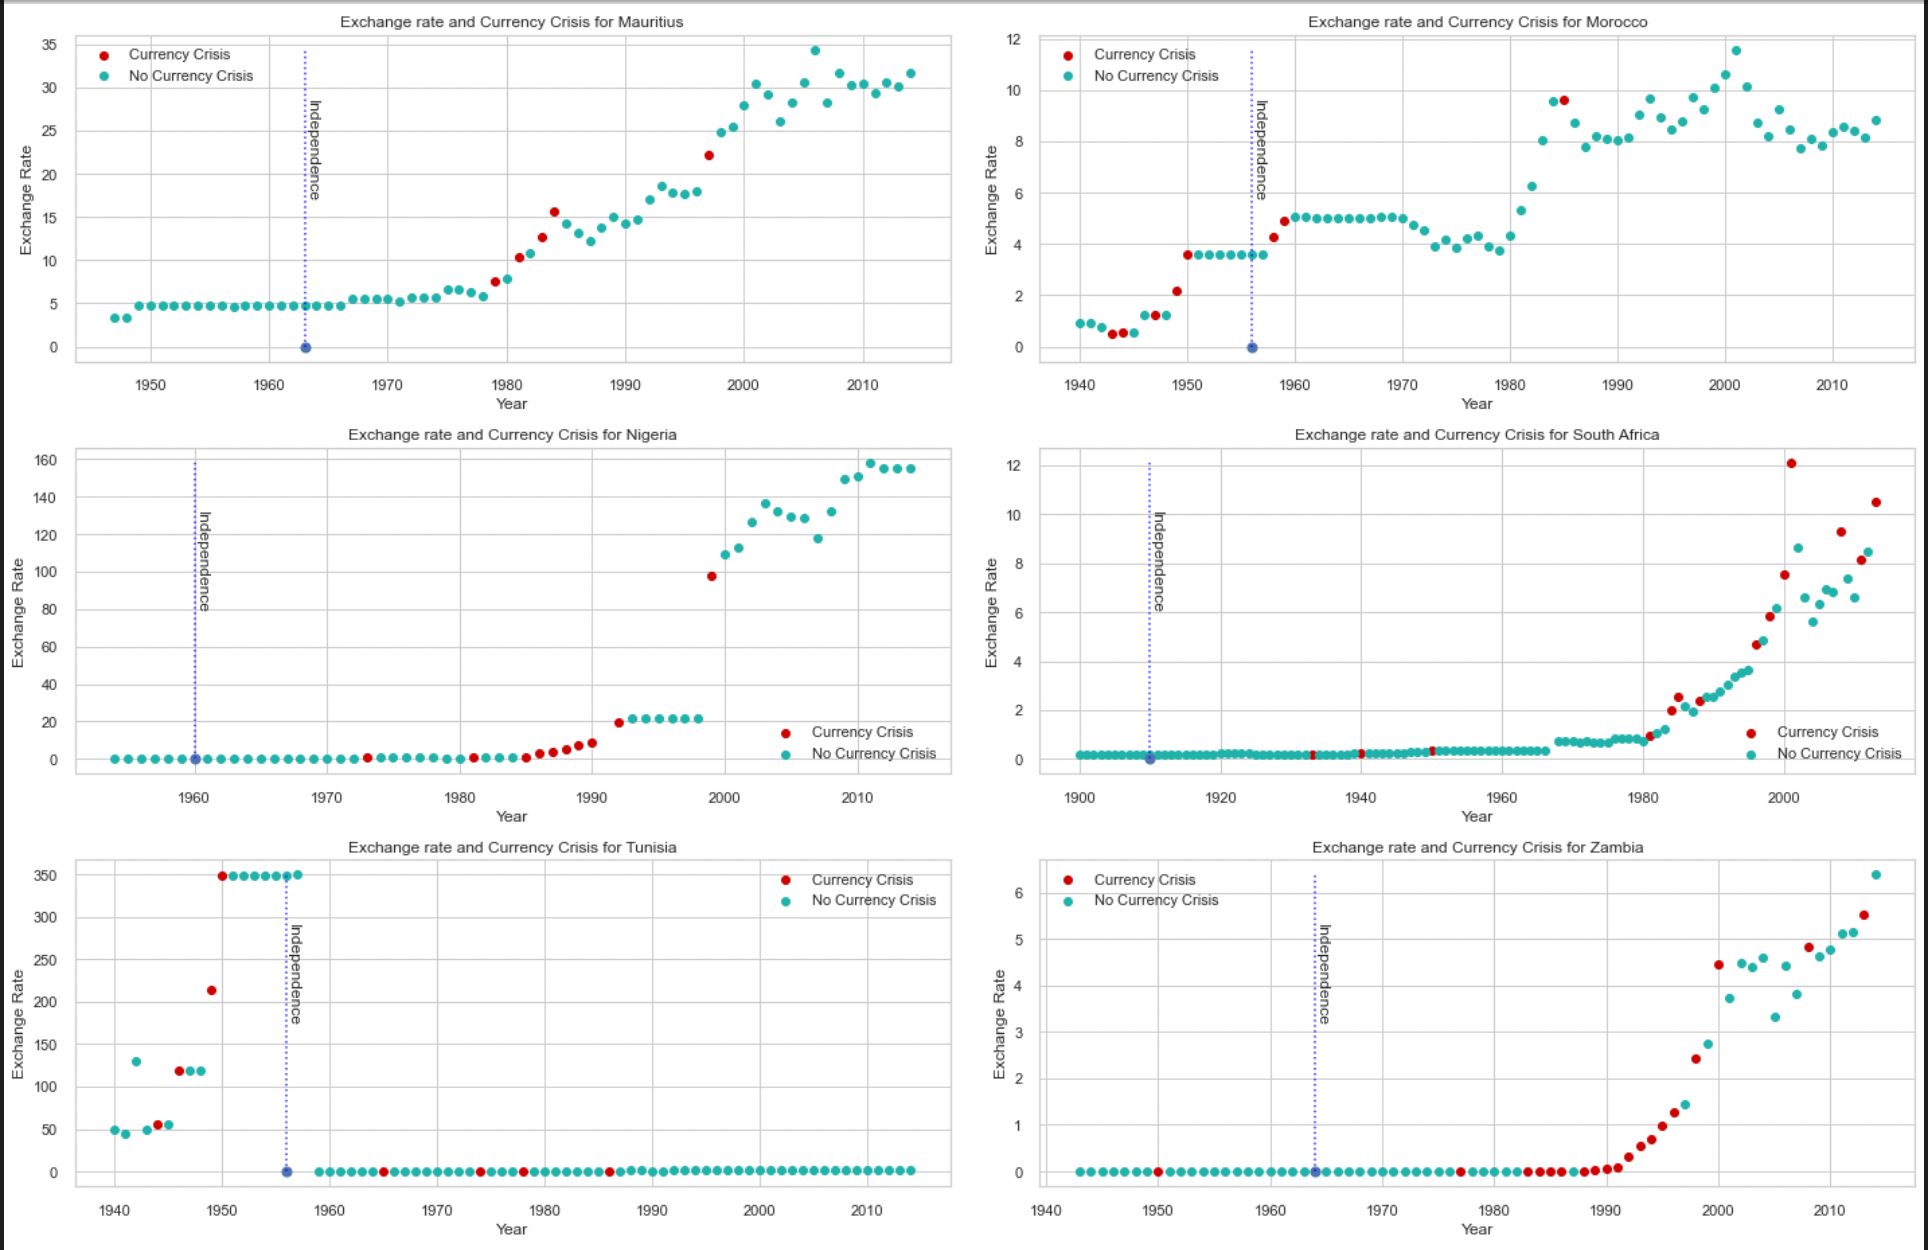 Exchange rate and Currency Crisis for Mauritius
Currency Crisis
No Currency Crisis
Independence
Exchange Rate
35
30
25
20
15
10
5
0
1950 1960 1970 1980 1990 2000 2010
Year
Exchange rate and Currency Crisis for Morocco
Currency Crisis
No Currency Crisis
Independence
Exchange Rate
12
10
8
6
4
2
0
1940 1950 1960 1970 1980 1990 2000 2010
Year
Exchange rate and Currency Crisis for Nigeria
Independence
Exchange Rate
160
140
120
100
80
60
40
20
0
Currency Crisis
No Currency Crisis
1960 1970 1980 1990 2000 2010
Year
Exchange rate and Currency Crisis for South Africa
Independence
Exchange Rate
12
10
8
6
4
2
0
Currency Crisis
No Currency Crisis
1900 1920 1940 1960 1980 2000
Year
Exchange rate and Currency Crisis for Tunisia
Currency Crisis
No Currency Crisis
Independence
Exchange Rate
350
300
250
200
150
100
50
0
1940 1950 1960 1970 1980 1990 2000 2010
Year
Exchange rate and Currency Crisis for Zambia
Currency Crisis
No Currency Crisis
Independence
Exchange Rate
6
5
4
3
2
1
0
1940 1950 1960 1970 1980 1990 2000 2010
Year